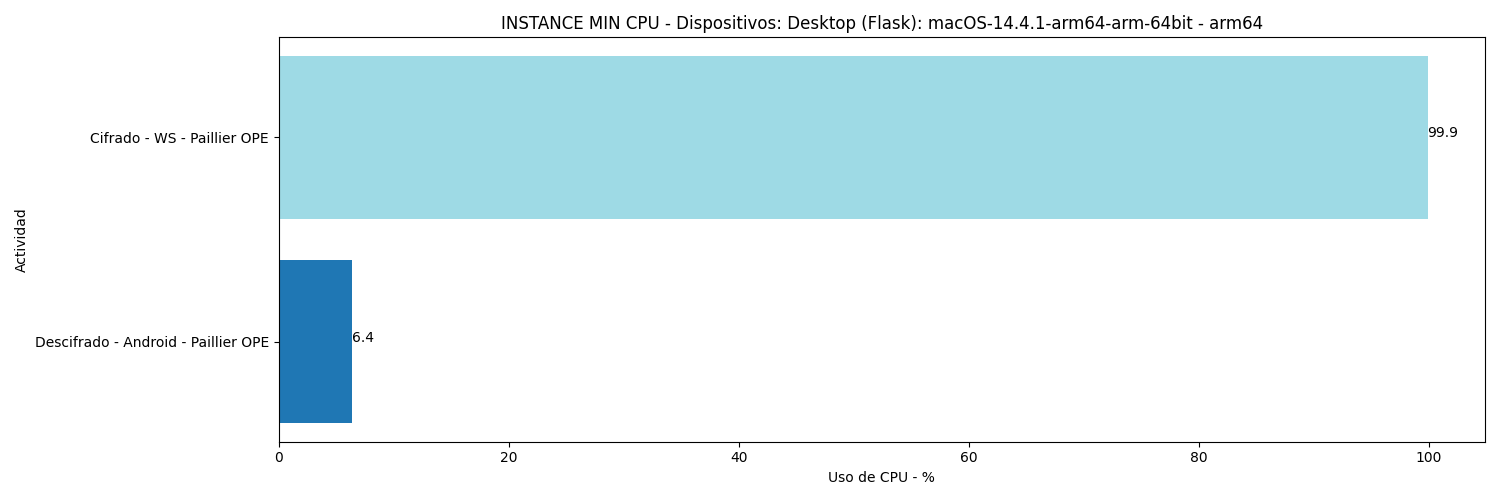 INSTANCE MIN CPU - Dispositivos: Desktop (Flask): macOS-14.4.1-arm64-arm-64bit - arm64
Cifrado - WS - Paillier OPE
99.9
Actividad
Descifrado - Android - Paillier OPE
6.4
0 20 40 60 80 100
Uso de CPU - %